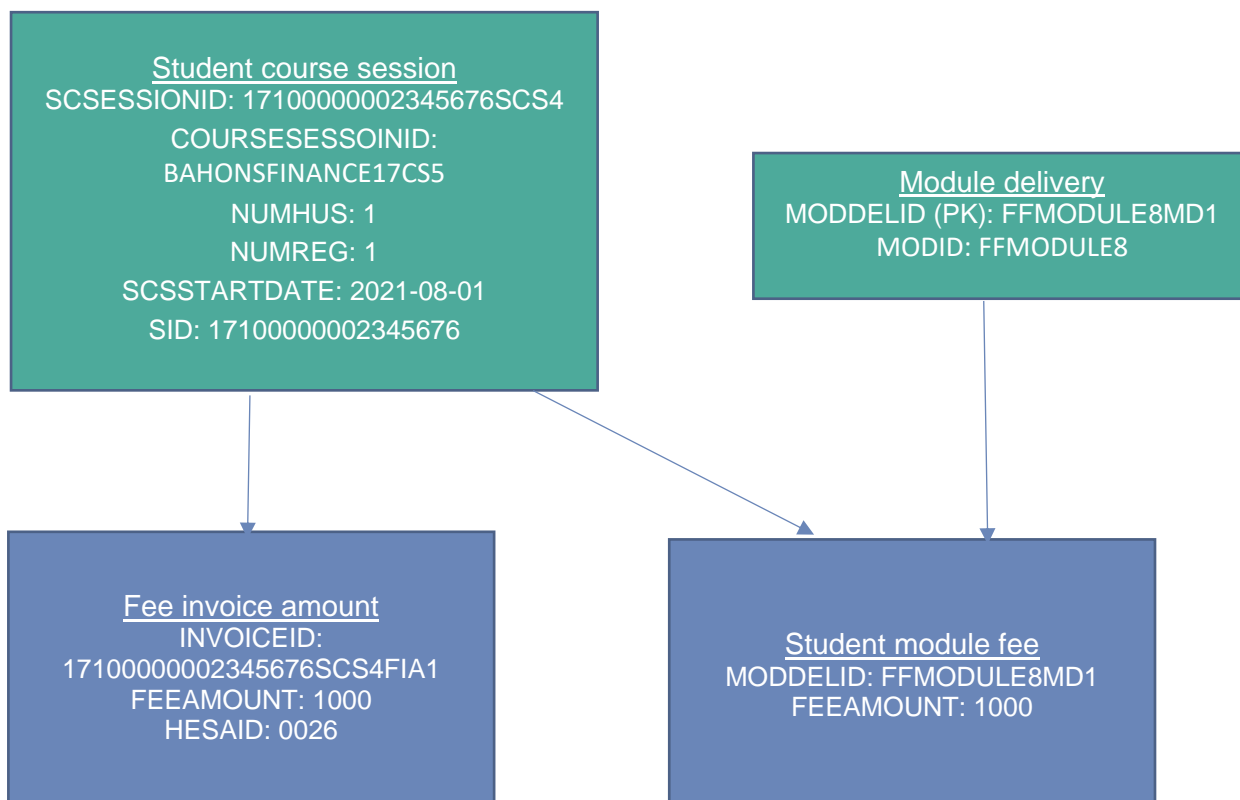 Student course session
SCSESSIONID: 17100000002345676SCS4
COURSESESSOINID:
BAHONSFINANCE17CS5
NUMHUS: 1
NUMREG: 1
SCSSTARTDATE: 2021-08-01
SID: 17100000002345676
Module delivery
MODDELID (PK): FFMODULE8MD1
MODID: FFMODULE8
Fee invoice amount
INVOICEID:
17100000002345676SCS4FIA1
FEEAMOUNT: 1000
HESAID: 0026
Student module fee
MODDELID: FFMODULE8MD1
FEEAMOUNT: 1000